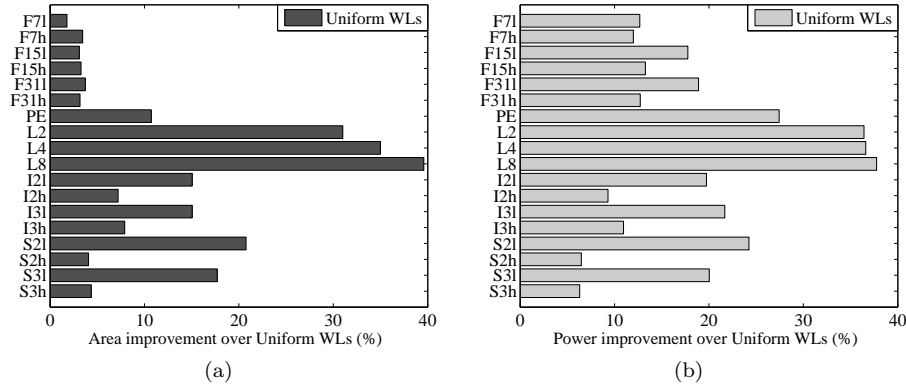 Uniform WLs
F7l
F7h
F15l
F15h
F31l
F31h
PE
L2
L4
L8
I2l
I2h
I3l
I3h
S2l
S2h
S3l
S3h
0 10 20 30 40
Area improvement over Uniform WLs (%)
(a)
Uniform WLs
F7l
F7h
F15l
F15h
F31l
F31h
PE
L2
L4
L8
I2l
I2h
I3l
I3h
S2l
S2h
S3l
S3h
0 10 20 30 40
Power improvement over Uniform WLs (%)
(b)